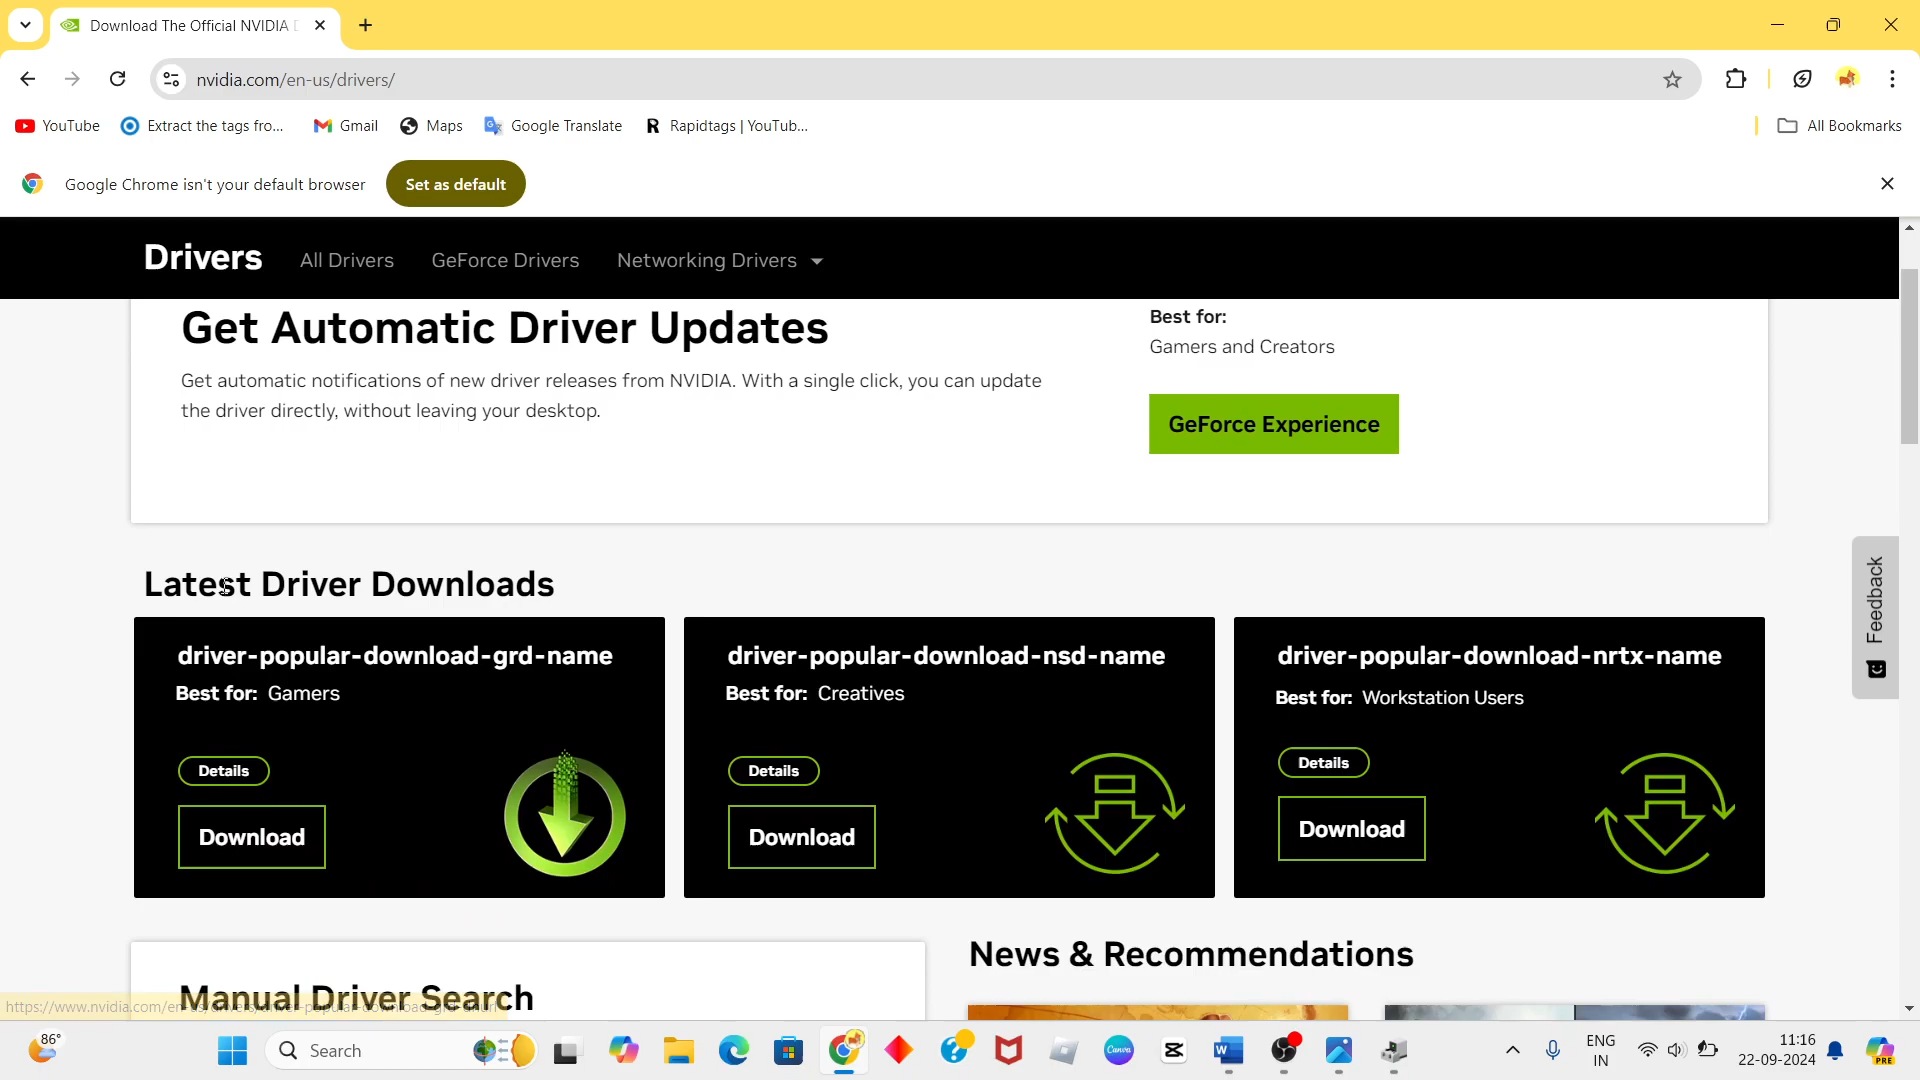 Download The Official NVIDIA D
nvidia.com/en-us/drivers/
YouTube
Extract the tags fro...
Gmail
Maps
Google Translate
Rapidtags | YouTub...
All Bookmarks
Google Chrome isn't your default browser
Set as default
Drivers
All Drivers
GeForce Drivers
Networking Drivers
Get Automatic Driver Updates
Get automatic notifications of new driver releases from NVIDIA. With a single click, you can update
the driver directly, without leaving your desktop.
Best for:
Gamers and Creators
GeForce Experience
Feedback
Latest Driver Downloads
driver-popular-download-grd-name
Best for: Gamers
Details
Download
driver-popular-download-nsd-name
Best for: Creatives
Details
Download
driver-popular-download-nrtx-name
Best for: Workstation Users
Details
Download
Manual Driver Search
News & Recommendations
86°
Search
Canva
ENG
IN
11:16
22-09-2024
PRE